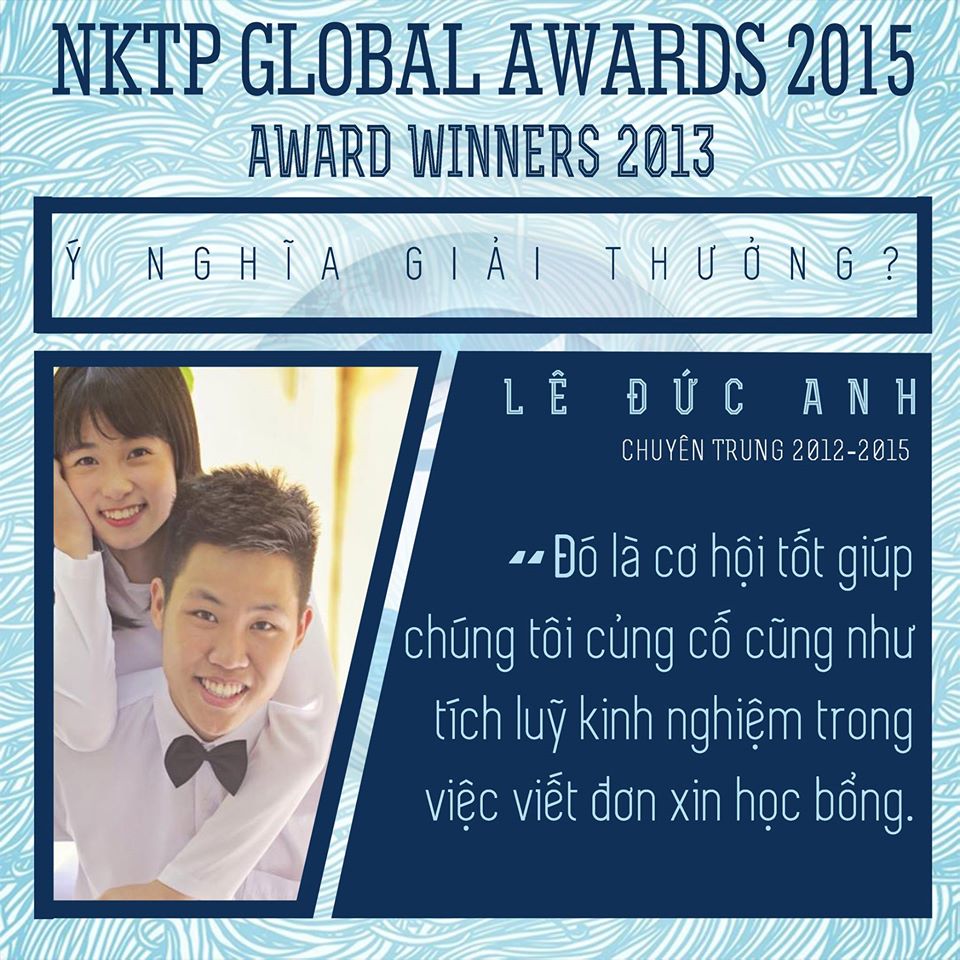 NKTP GLOBAL AWARDS 2015
AWARD WINNERS 2013
Ý NGHĨA GIẢI THƯỞNG?
LÊ ĐỨC ANH
CHUYÊN TRUNG 2012-2015
“Đó là cơ hội tốt giúp
chúng tôi củng cố cũng như
tích luỹ kinh nghiệm trong
việc viết đơn xin học bổng.